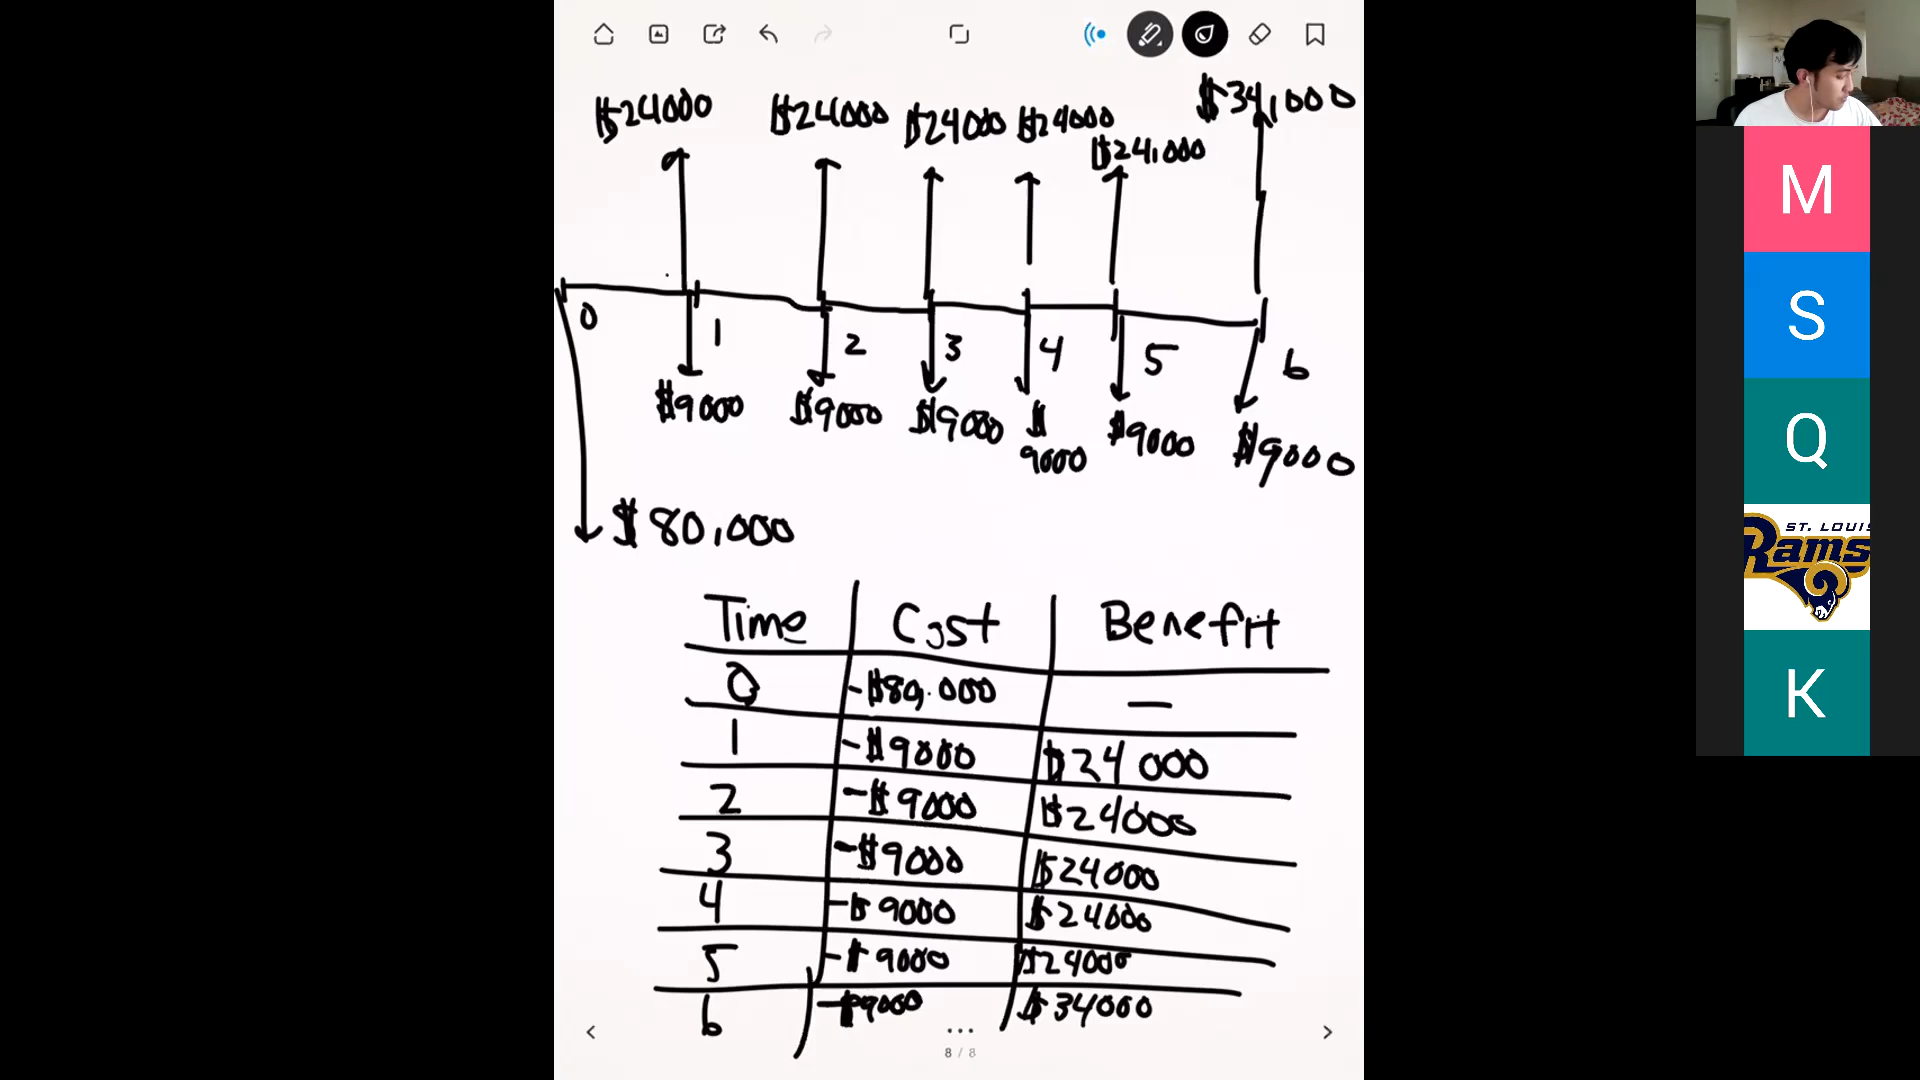 $24000 $24000 $24000 $24000 $34,000
$24,000
0 1 2 3 4 5 6
$9000 $9000 $9000 $ 9000 $9000 $9000
$80,000
Time Cost Benefit
0 -$80,000 —
1 -$9000 $24 000
2 -$9000 $24000
3 -$9000 $24000
4 -$9000 $24000
5 -$9000 $24000
6 -$9000 $34000
8 / 8
M
S
Q
ST. LOUIS
Rams
K